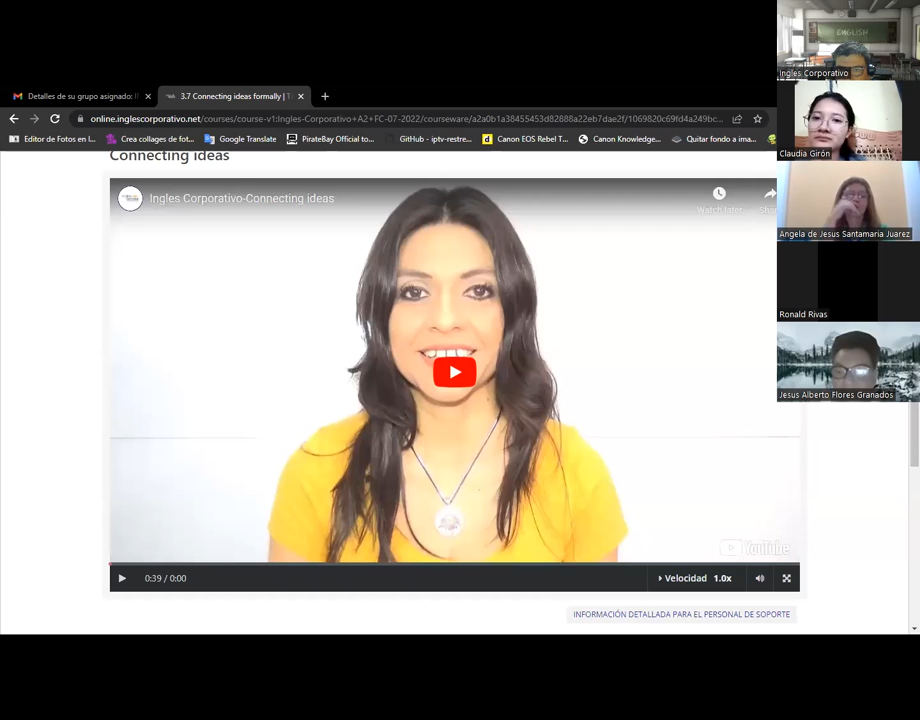 Detalles de su grupo asignado: I
3.7 Connecting ideas formally | T
online.inglescorporativo.net/courses/course-v1:Ingles-Corporativo+A2+FC-07-2022/courseware/a2a0b1a38455453d82888a22eb7dae2f/1069820c69fd4a249bc...
Editor de Fotos en l...
Crea collages de fot...
Google Translate
PirateBay Official to...
GitHub - iptv-restre...
Canon EOS Rebel T...
Canon Knowledge...
Quitar fondo a ima...
Connecting ideas
Ingles Corporativo-Connecting ideas
Watch later
YouTube
0:39 / 0:00
Velocidad 1.0x
INFORMACIÓN DETALLADA PARA EL PERSONAL DE SOPORTE
ENGLISH
Ingles Corporativo
Claudia Girón
Angela de Jesus Santamaria Juarez
Ronald Rivas
Jesus Alberto Flores Granados